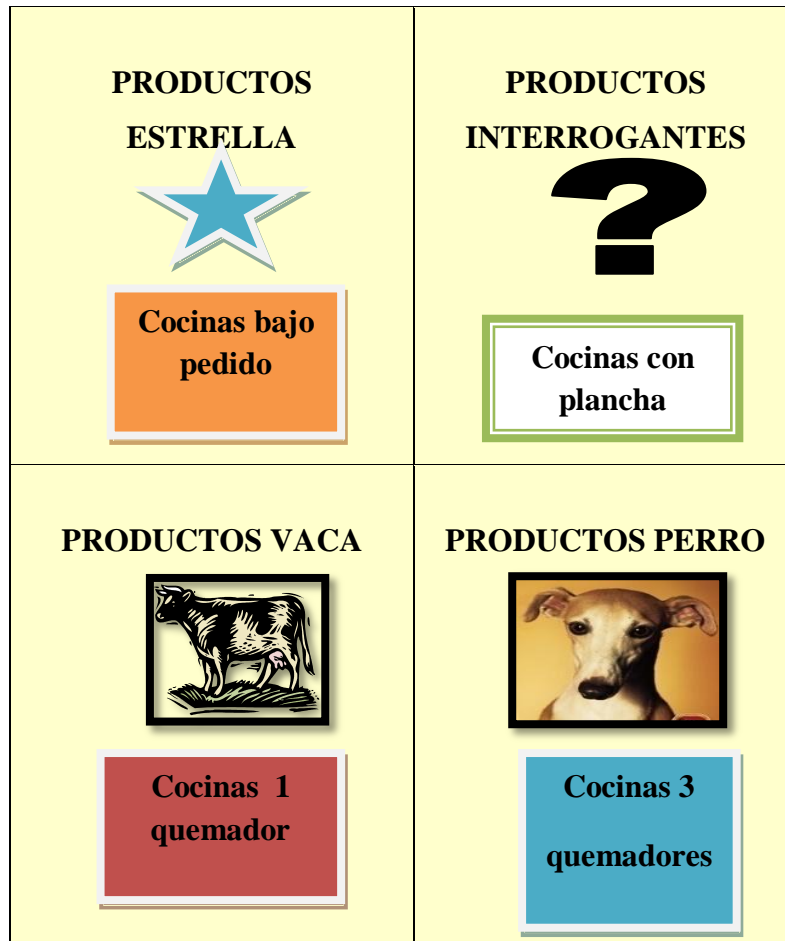 PRODUCTOS
ESTRELLA
Cocinas bajo
pedido
PRODUCTOS
INTERROGANTES
?
Cocinas con
plancha
PRODUCTOS VACA
Cocinas 1
quemador
PRODUCTOS PERRO
Cocinas 3
quemadores